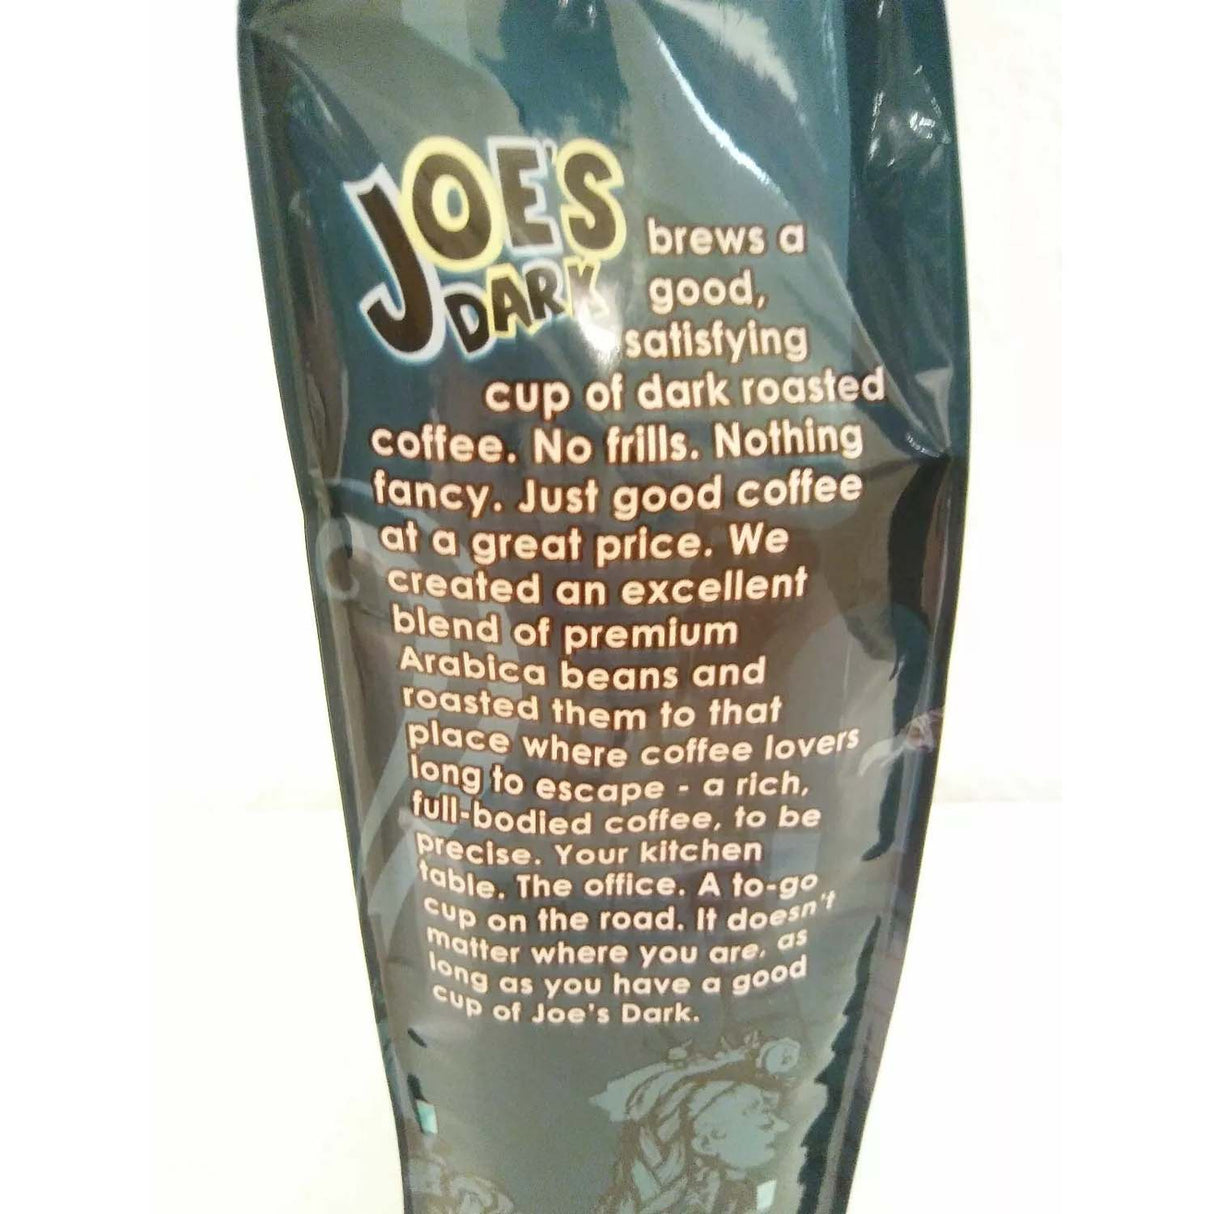 JOE'S
DARK
brews a
good,
satisfying
cup of dark roasted
coffee. No frills. Nothing
fancy. Just good coffee
at a great price. We
created an excellent
blend of premium
Arabica beans and
roasted them to that
place where coffee lovers
long to escape - a rich,
full-bodied coffee, to be
precise. Your kitchen
table. The office. A to-go
cup on the road. It doesn't
matter where you are, as
long as you have a good
cup of Joe's Dark.